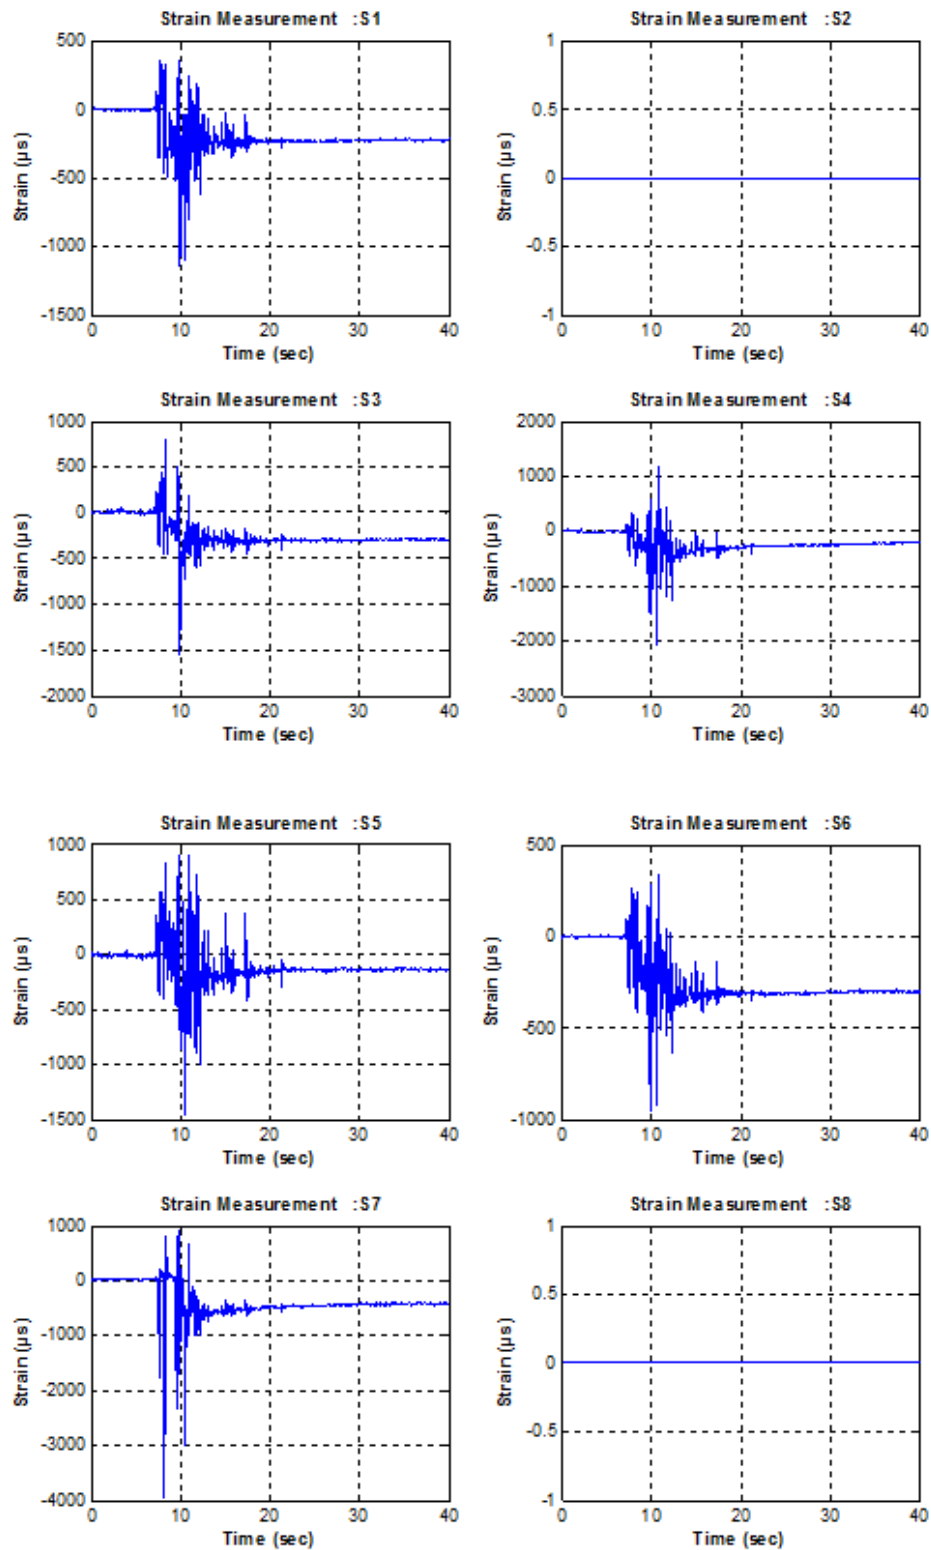 Strain Measurement :S1
500
0
-500
-1000
-1500
0 10 20 30 40
Strain (µs)
Time (sec)
Strain Measurement :S2
1
0.5
0
-0.5
-1
0 10 20 30 40
Strain (µs)
Time (sec)
Strain Measurement :S3
1000
500
0
-500
-1000
-1500
-2000
0 10 20 30 40
Strain (µs)
Time (sec)
Strain Measurement :S4
2000
1000
0
-1000
-2000
-3000
0 10 20 30 40
Strain (µs)
Time (sec)
Strain Measurement :S5
1000
500
0
-500
-1000
-1500
0 10 20 30 40
Strain (µs)
Time (sec)
Strain Measurement :S6
500
0
-500
-1000
0 10 20 30 40
Strain (µs)
Time (sec)
Strain Measurement :S7
1000
0
-1000
-2000
-3000
-4000
0 10 20 30 40
Strain (µs)
Time (sec)
Strain Measurement :S8
1
0.5
0
-0.5
-1
0 10 20 30 40
Strain (µs)
Time (sec)